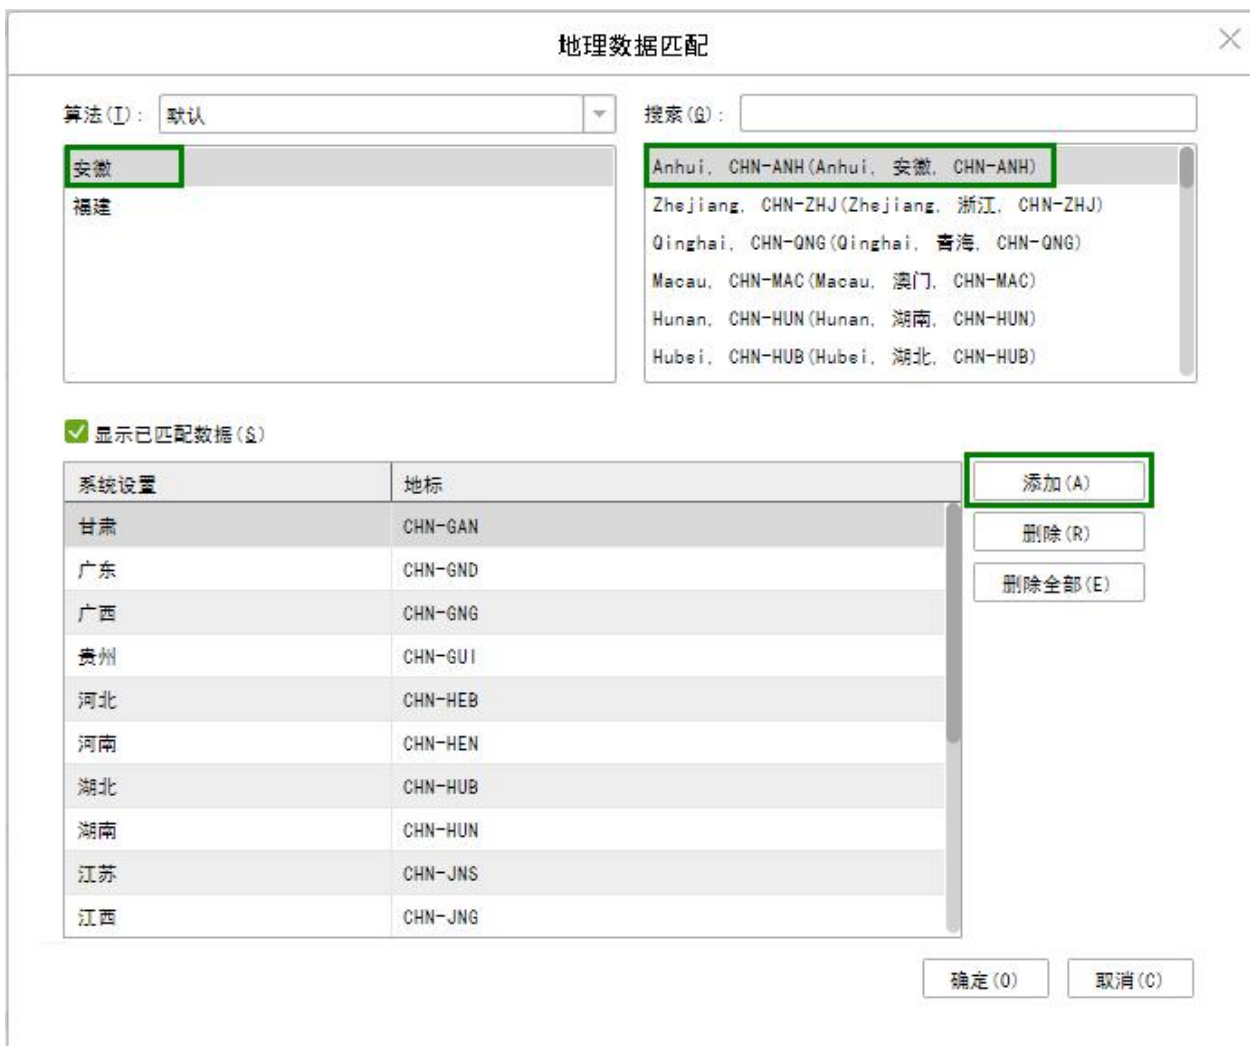 地理数据匹配
算法(T): 默认
搜索(G):
安徽
福建
Anhui, CHN-ANH(Anhui, 安徽, CHN-ANH)
Zhejiang, CHN-ZHJ(Zhejiang, 浙江, CHN-ZHJ)
Qinghai, CHN-QNG(Qinghai, 青海, CHN-QNG)
Macau, CHN-MAC(Macau, 澳门, CHN-MAC)
Hunan, CHN-HUN(Hunan, 湖南, CHN-HUN)
Hubei, CHN-HUB(Hubei, 湖北, CHN-HUB)
显示已匹配数据(S)
系统设置 地标
甘肃 CHN-GAN
广东 CHN-GND
广西 CHN-GNG
贵州 CHN-GUI
河北 CHN-HEB
河南 CHN-HEN
湖北 CHN-HUB
湖南 CHN-HUN
江苏 CHN-JNS
江西 CHN-JNG
添加(A)
删除(R)
删除全部(E)
确定(O) 取消(C)